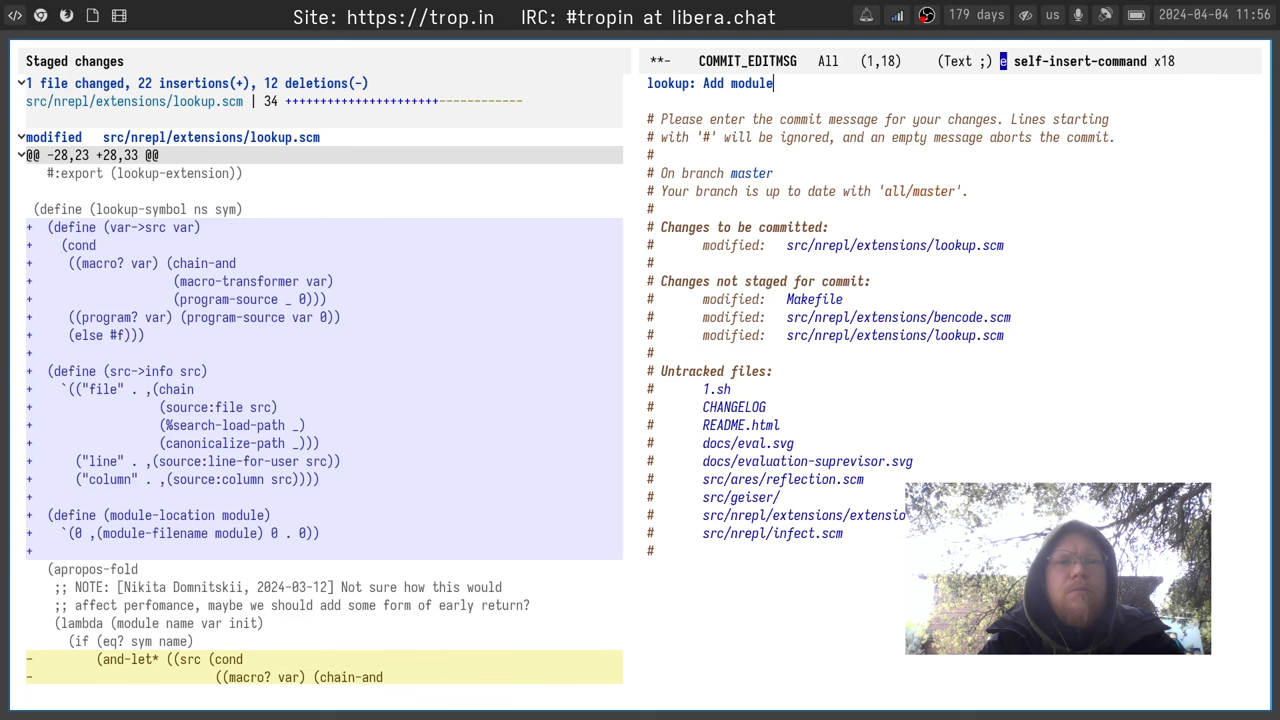 Site: https://trop.in IRC: #tropin at libera.chat
179 days us 2024-04-04 11:56
Staged changes
1 file changed, 22 insertions(+), 12 deletions(-)
src/nrepl/extensions/lookup.scm | 34 ++++++++++++++++++++++------------
modified src/nrepl/extensions/lookup.scm
@@ -28,23 +28,33 @@
#:export (lookup-extension))
(define (lookup-symbol ns sym)
+ (define (var->src var)
+ (cond
+ ((macro? var) (chain-and
+ (macro-transformer var)
+ (program-source _ 0)))
+ ((program? var) (program-source var 0))
+ (else #f)))
+
+ (define (src->info src)
+ `(("file" . ,(chain
+ (source:file src)
+ (%search-load-path _)
+ (canonicalize-path _)))
+ ("line" . ,(source:line-for-user src))
+ ("column" . ,(source:column src))))
+
+ (define (module-location module)
+ `(0 ,(module-filename module) 0 . 0))
+
(apropos-fold
;; NOTE: [Nikita Domnitskii, 2024-03-12] Not sure how this would
;; affect perfomance, maybe we should add some form of early return?
(lambda (module name var init)
(if (eq? sym name)
- (and-let* ((src (cond
- ((macro? var) (chain-and
**- COMMIT_EDITMSG All (1,18) (Text ;) e self-insert-command x18
lookup: Add module
# Please enter the commit message for your changes. Lines starting
# with '#' will be ignored, and an empty message aborts the commit.
#
# On branch master
# Your branch is up to date with 'all/master'.
#
# Changes to be committed:
# modified: src/nrepl/extensions/lookup.scm
#
# Changes not staged for commit:
# modified: Makefile
# modified: src/nrepl/extensions/bencode.scm
# modified: src/nrepl/extensions/lookup.scm
#
# Untracked files:
# 1.sh
# CHANGELOG
# README.html
# docs/eval.svg
# docs/evaluation-suprevisor.svg
# src/ares/reflection.scm
# src/geiser/
# src/nrepl/extensions/extensio
# src/nrepl/infect.scm
#